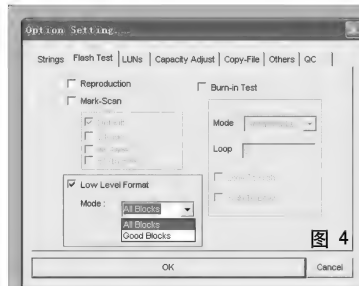 Option Setting....
Strings Flash Test LUNs Capacity Adjust Copy-File Others QC
Reproduction
Burn-in Test
Mark-Scan
Mode
Loop
Low Level Format
Mode : All Blocks
All Blocks
Good Blocks
图 4
OK Cancel